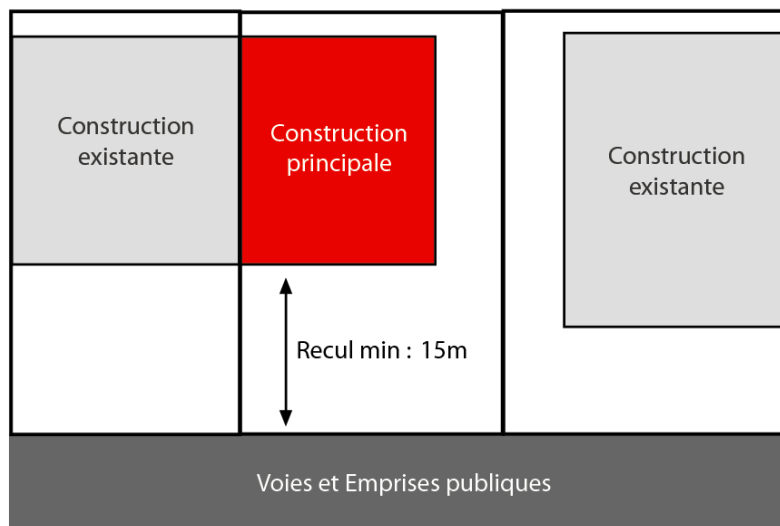 Construction
existante
Construction
principale
Construction
existante
Recul min : 15m
Voies et Emprises publiques